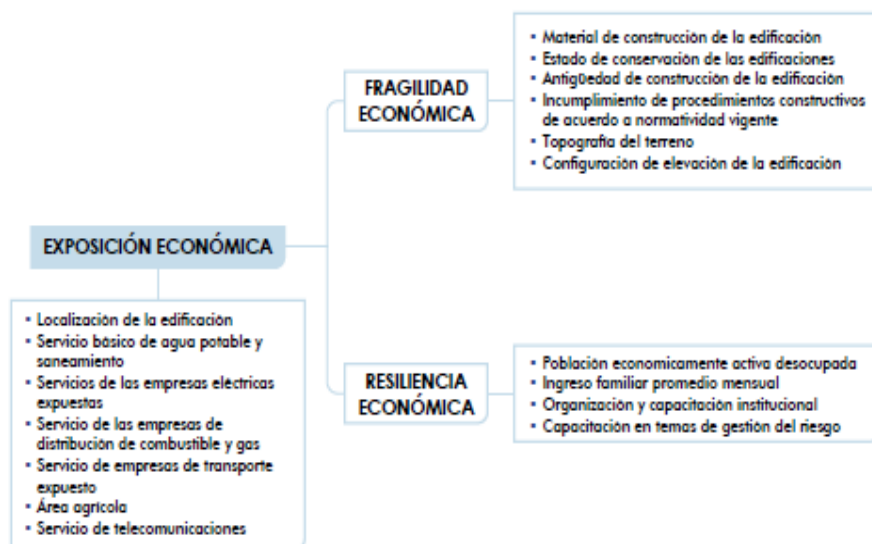 EXPOSICIÓN ECONÓMICA
• Localización de la edificación
• Servicio básico de agua potable y
saneamiento
• Servicios de las empresas eléctricas
expuestas
• Servicio de las empresas de
distribución de combustible y gas
• Servicio de empresas de transporte
expuesto
• Área agrícola
• Servicio de telecomunicaciones
FRAGILIDAD
ECONÓMICA
• Material de construcción de la edificación
• Estado de conservación de las edificaciones
• Antigüedad de construcción de la edificación
• Incumplimiento de procedimientos constructivos
de acuerdo a normatividad vigente
• Topografía del terreno
• Configuración de elevación de la edificación
RESILIENCIA
ECONÓMICA
• Población economicamente activa desocupada
• Ingreso familiar promedio mensual
• Organización y capacitación institucional
• Capacitación en temas de gestión del riesgo